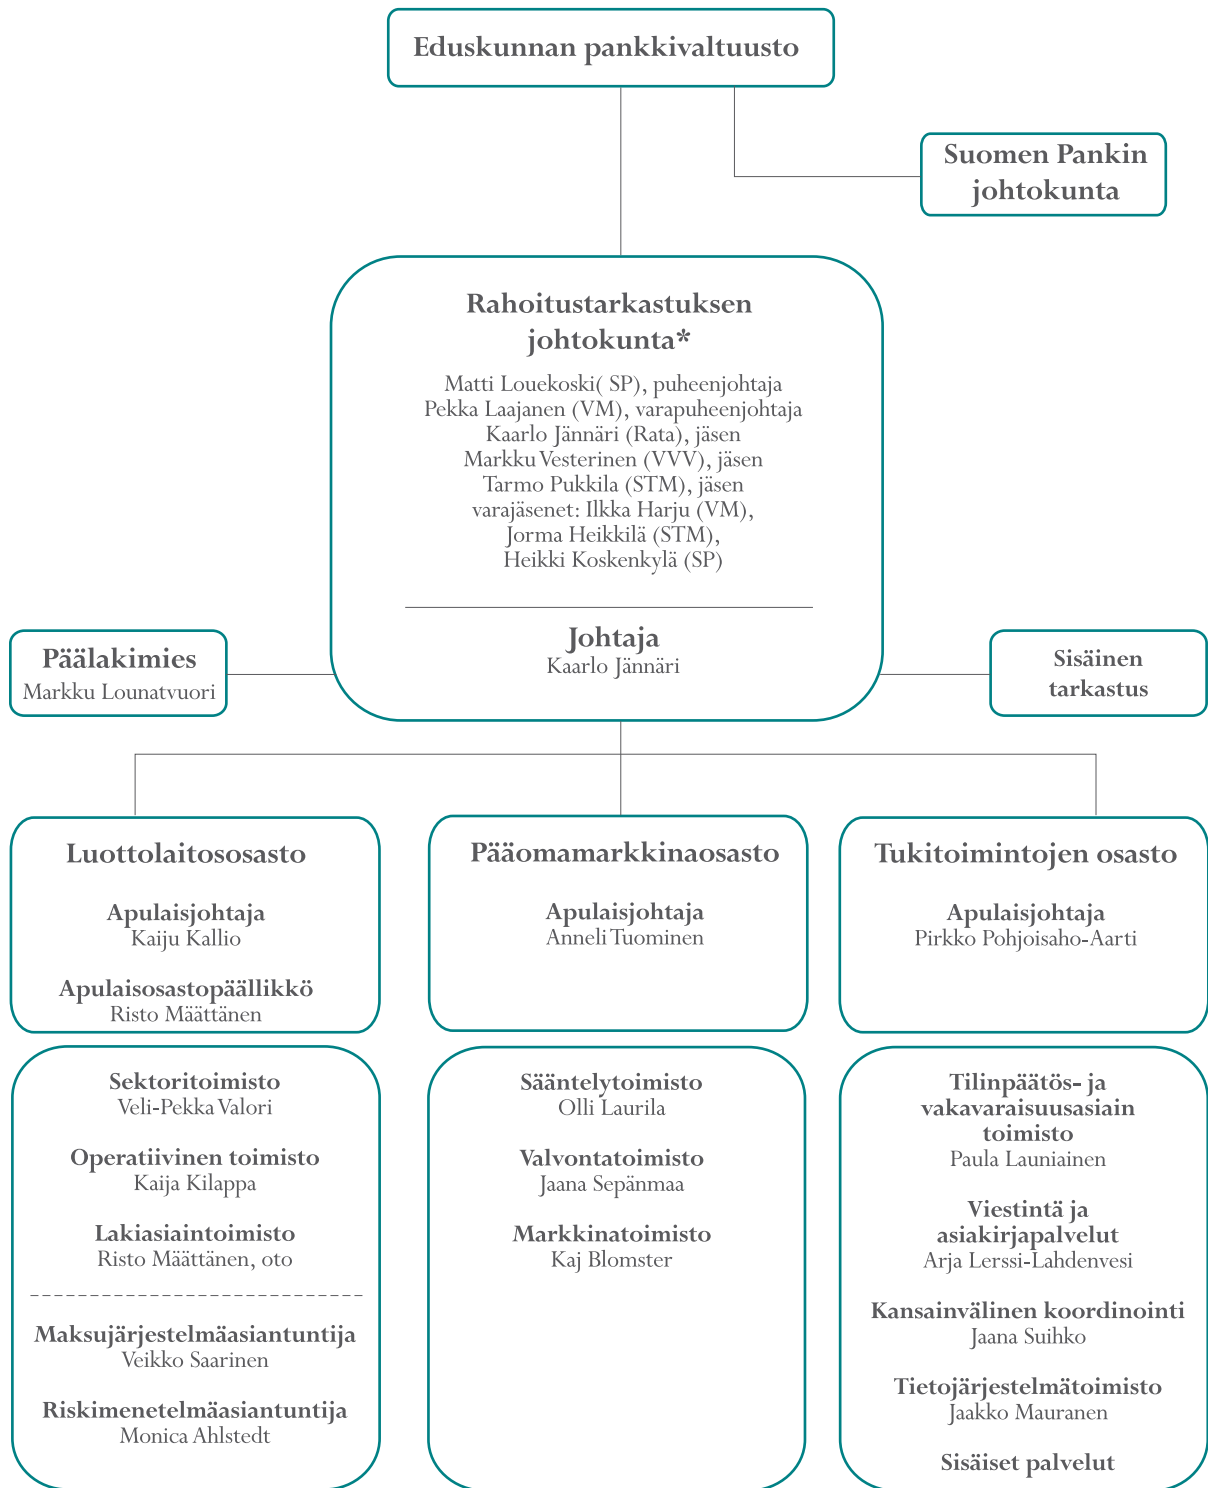 Eduskunnan pankkivaltuusto
Suomen Pankin
johtokunta
Rahoitustarkastuksen
johtokunta*
Matti Louekoski( SP), puheenjohtaja
Pekka Laajanen (VM), varapuheenjohtaja
Kaarlo Jännäri (Rata), jäsen
Markku Vesterinen (VVV), jäsen
Tarmo Pukkila (STM), jäsen
varajäsenet: Ilkka Harju (VM),
Jorma Heikkilä (STM),
Heikki Koskenkylä (SP)
Johtaja
Kaarlo Jännäri
Päälakimies
Markku Lounatvuori
Sisäinen
tarkastus
Luottolaitososasto
Apulaisjohtaja
Kaiju Kallio
Apulaisosastopäällikkö
Risto Määttänen
Sektoritoimisto
Veli-Pekka Valori
Operatiivinen toimisto
Kaija Kilappa
Lakiasiaintoimisto
Risto Määttänen, oto
Maksujärjestelmäasiantuntija
Veikko Saarinen
Riskimenetelmäasiantuntija
Monica Ahlstedt
Pääomamarkkinaosasto
Apulaisjohtaja
Anneli Tuominen
Sääntelytoimisto
Olli Laurila
Valvontatoimisto
Jaana Sepänmaa
Markkinatoimisto
Kaj Blomster
Tukitoimintojen osasto
Apulaisjohtaja
Pirkko Pohjoisaho-Aarti
Tilinpäätös- ja
vakavaraisuusasiain
toimisto
Paula Launiainen
Viestintä ja
asiakirjapalvelut
Arja Lerssi-Lahdenvesi
Kansainvälinen koordinointi
Jaana Suihko
Tietojärjestelmätoimisto
Jaakko Mauranen
Sisäiset palvelut